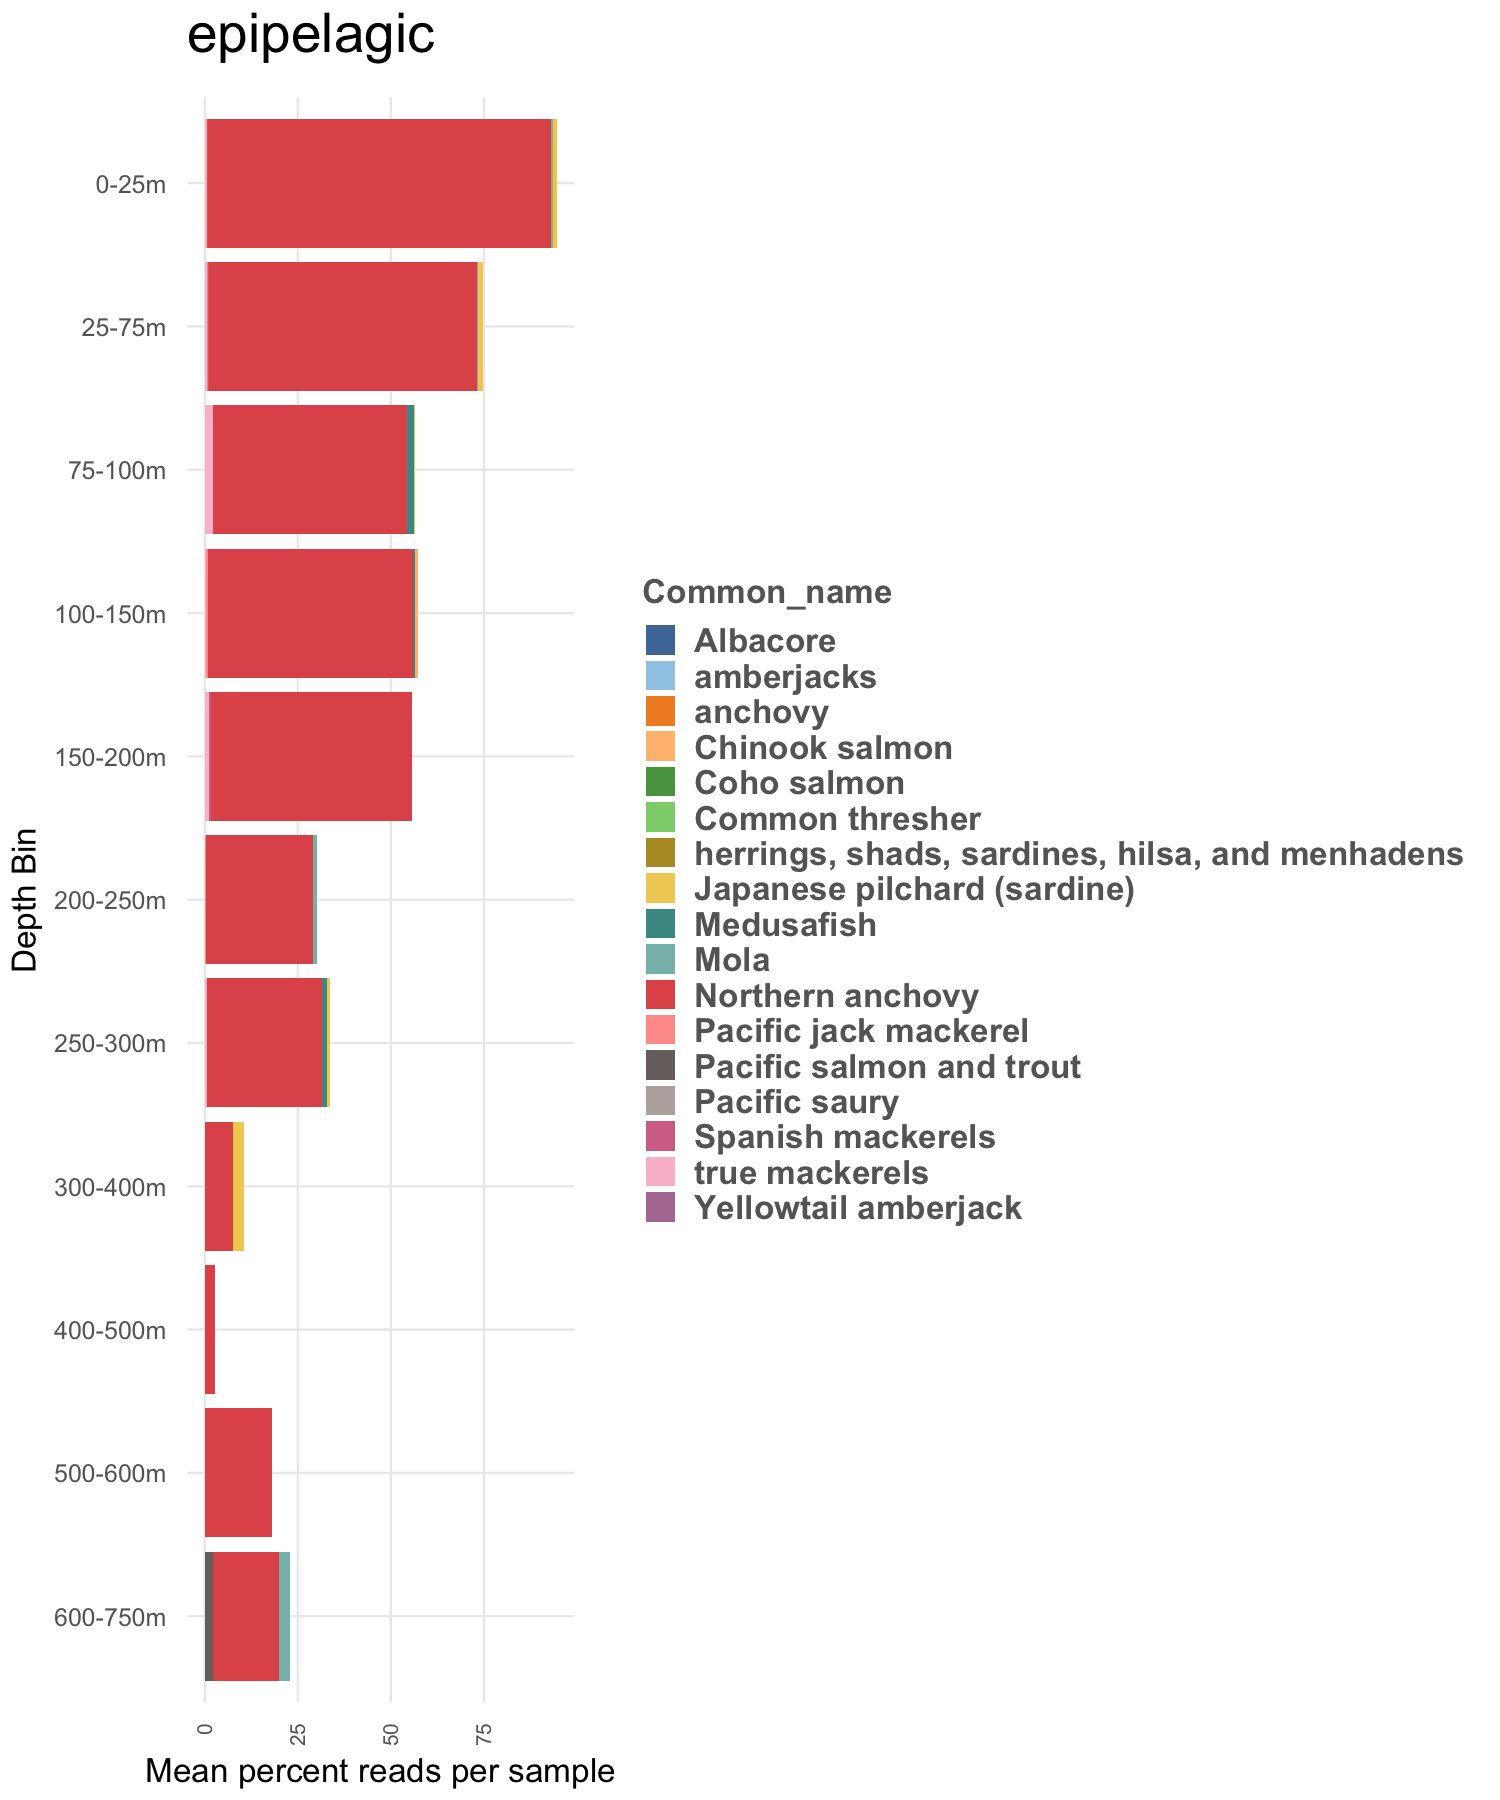 epipelagic
0-25m
25-75m
75-100m
100-150m
150-200m
200-250m
250-300m
300-400m
400-500m
500-600m
600-750m
Depth Bin
0
25
50
75
Mean percent reads per sample
Common_name
Albacore
amberjacks
anchovy
Chinook salmon
Coho salmon
Common thresher
herrings, shads, sardines, hilsa, and menhadens
Japanese pilchard (sardine)
Medusafish
Mola
Northern anchovy
Pacific jack mackerel
Pacific salmon and trout
Pacific saury
Spanish mackerels
true mackerels
Yellowtail amberjack